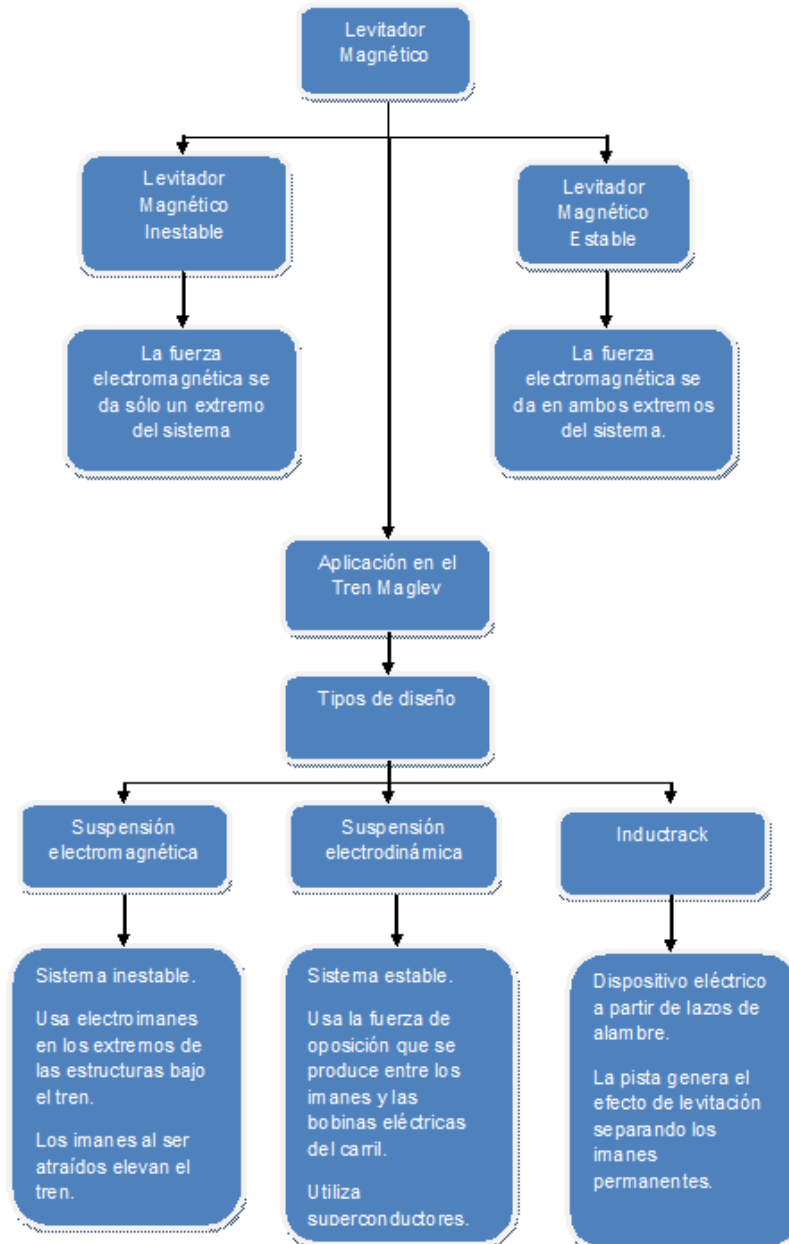 Levitador
Magnético
Levitador
Magnético
Inestable
Levitador
Magnético
Estable
La fuerza
electromagnética se
da sólo un extremo
del sistema
La fuerza
electromagnética se
da en ambos extremos
del sistema.
Aplicación en el
Tren Maglev
Tipos de diseño
Suspensión
electromagnética
Suspensión
electrodinámica
Inductrack
Sistema inestable.
Usa electroimanes
en los extremos de
las estructuras bajo
el tren.
Los imanes al ser
atraídos elevan el
tren.
Sistema estable.
Usa la fuerza de
oposición que se
produce entre los
imanes y las
bobinas eléctricas
del carril.
Utiliza
superconductores.
Dispositivo eléctrico
a partir de lazos de
alambre.
La pista genera el
efecto de levitación
separando los
imanes
permanentes.